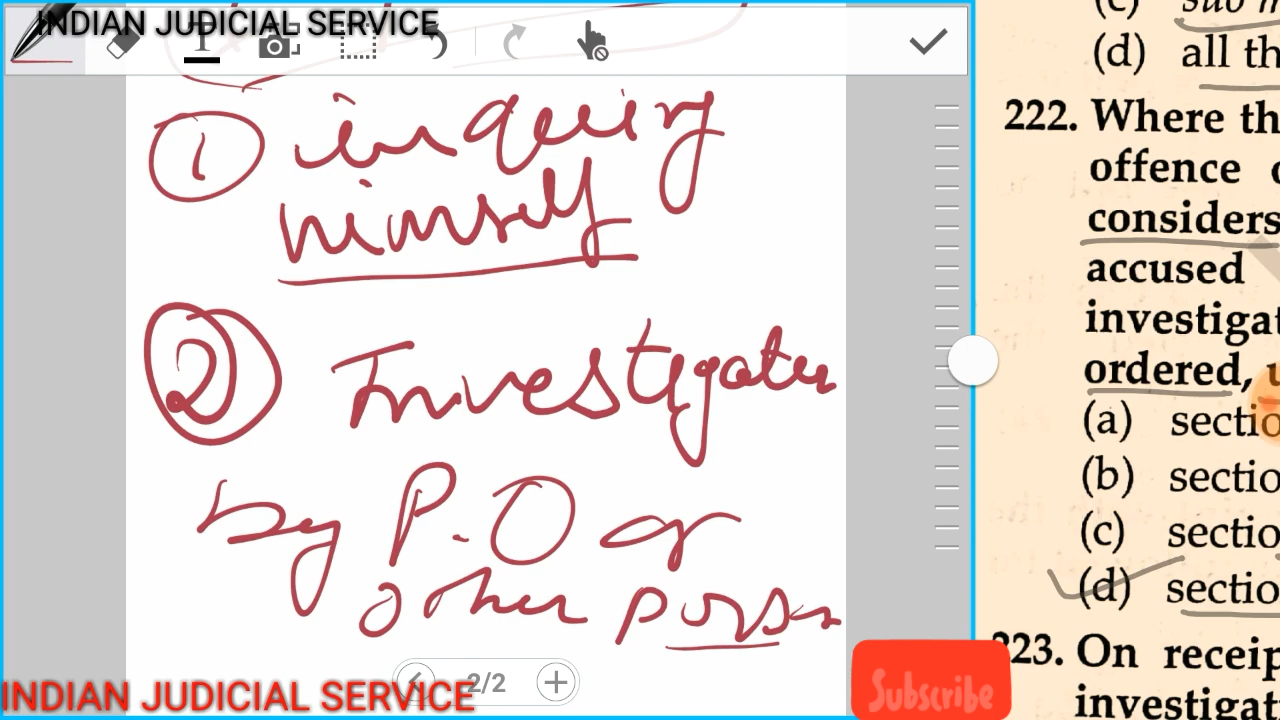 INDIAN JUDICIAL SERVICE
T
① inquiry
himself
② Investigation
by P.O or
other person
2/2
INDIAN JUDICIAL SERVICE
Subscribe
(d) all th
222. Where th
offence
considers
accused
investigat
ordered,
(a) sectio
(b) sectio
(c) sectio
(d) sectio
223. On receip
investigat